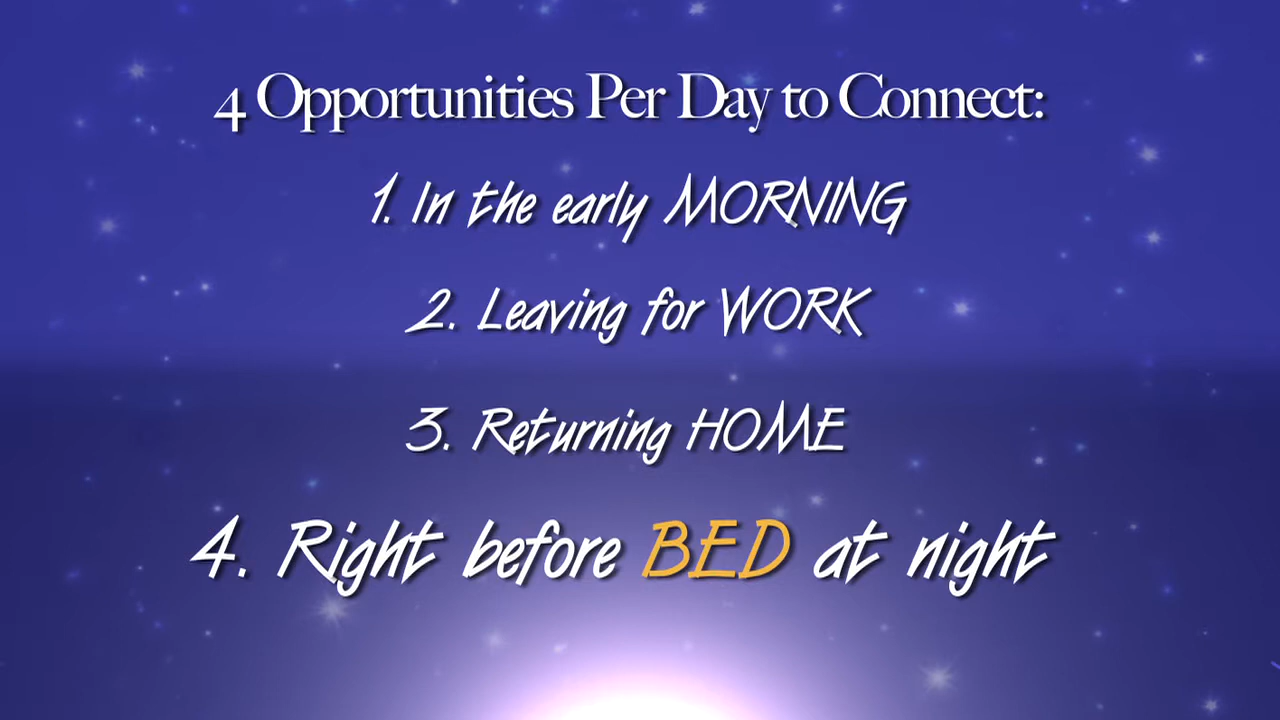 4 Opportunities Per Day to Connect:
1. In the early MORNING
2. Leaving for WORK
3. Returning HOME
4. Right before BED at night